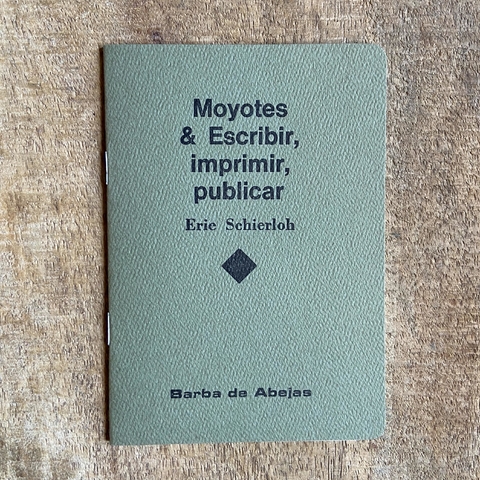 Moyotes
& Escribir,
imprimir,
publicar
Eric Schierloh
Barba de Abejas